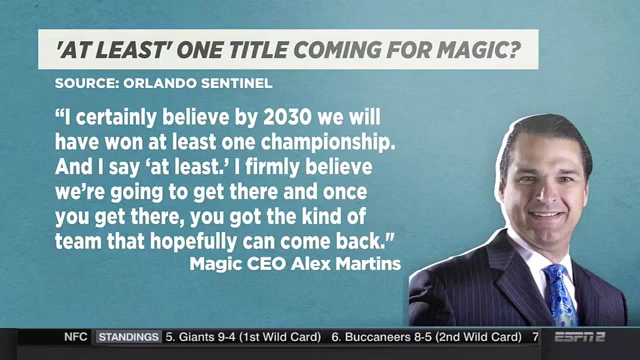 'AT LEAST' ONE TITLE COMING FOR MAGIC?
SOURCE: ORLANDO SENTINEL
“I certainly believe by 2030 we will
have won at least one championship.
And I say ‘at least.’ I firmly believe
we’re going to get there and once
you get there, you got the kind of
team that hopefully can come back."
Magic CEO Alex Martins
NFC STANDINGS 5. Giants 9-4 (1st Wild Card) 6. Buccaneers 8-5 (2nd Wild Card) 7 ESPN2